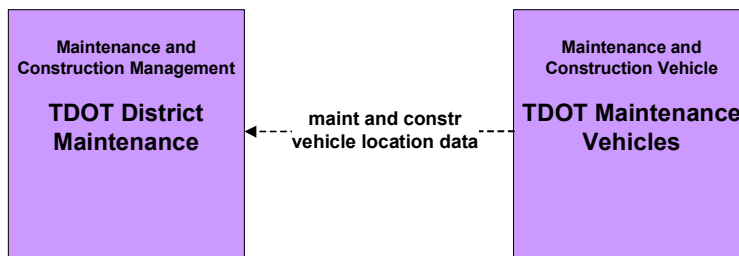 Maintenance and
Construction Management
TDOT District
Maintenance
maint and constr
vehicle location data
Maintenance and
Construction Vehicle
TDOT Maintenance
Vehicles